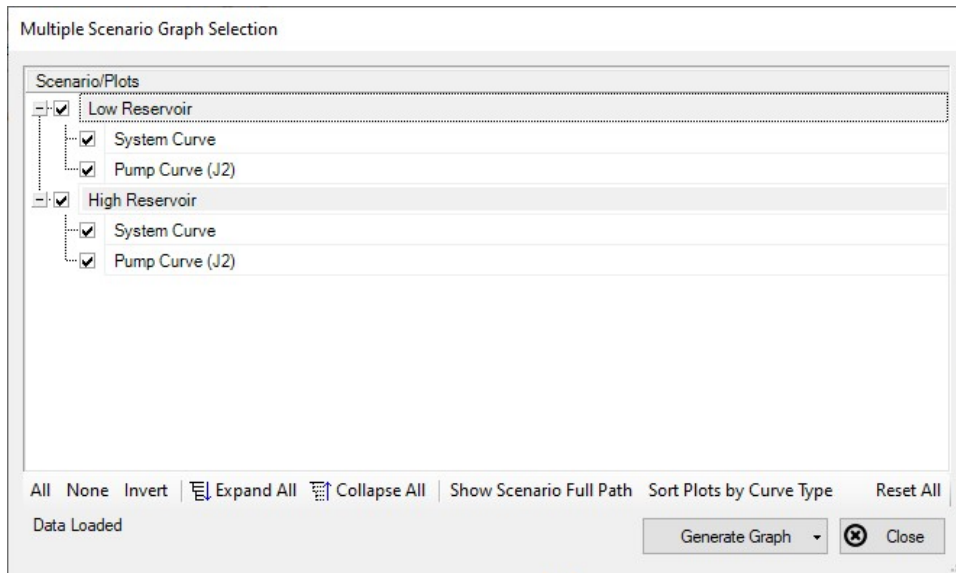 Multiple Scenario Graph Selection
Scenario/Plots
Low Reservoir
System Curve
Pump Curve (J2)
High Reservoir
System Curve
Pump Curve (J2)
All None Invert Expand All Collapse All Show Scenario Full Path Sort Plots by Curve Type Reset All
Data Loaded
Generate Graph Close